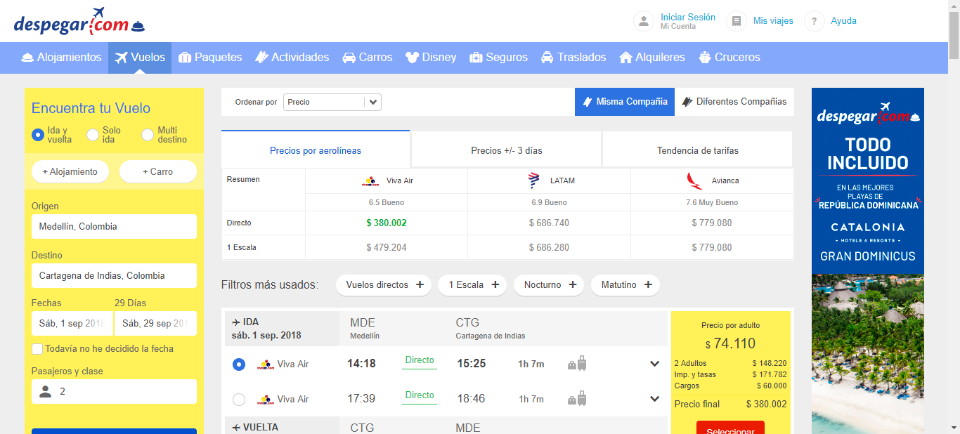 despegar.com
Iniciar Sesión
Mi Cuenta
Mis viajes
?
Ayuda
Alojamientos
Vuelos
Paquetes
Actividades
Carros
Disney
Seguros
Traslados
Alquileres
Cruceros
Encuentra tu Vuelo
Ida y vuelta
Solo ida
Multi destino
+ Alojamiento
+ Carro
Origen
Medellín, Colombia
Destino
Cartagena de Indias, Colombia
Fechas
29 Días
Sáb, 1 sep 2018
Sáb, 29 sep 201
Todavía no he decidido la fecha
Pasajeros y clase
2
Ordenar por
Precio
Misma Compañia
Diferentes Compañias
Precios por aerolíneas
Precios +/- 3 días
Tendencia de tarifas
Resumen
Viva Air
LATAM
Avianca
6.5 Bueno
6.9 Bueno
7.6 Muy Bueno
Directo
$ 380.002
$ 686.740
$ 779.080
1 Escala
$ 479.204
$ 686.280
$ 779.080
Filtros más usados:
Vuelos directos +
1 Escala +
Nocturno +
Matutino +
IDA
MDE
CTG
sáb. 1 sep. 2018
Medellín
Cartagena de Indias
Viva Air
14:18
Directo
15:25
1h 7m
Viva Air
17:39
Directo
18:46
1h 7m
VUELTA
CTG
MDE
Precio por adulto
$ 74.110
2 Adultos $ 148.220
Imp. y tasas $ 171.782
Cargos $ 60.000
Precio final $ 380.002
Seleccionar
despegar.com
TODO
INCLUIDO
EN LAS MEJORES
PLAYAS DE
REPÚBLICA DOMINICANA
CATALONIA
HOTELS & RESORTS
GRAN DOMINICUS